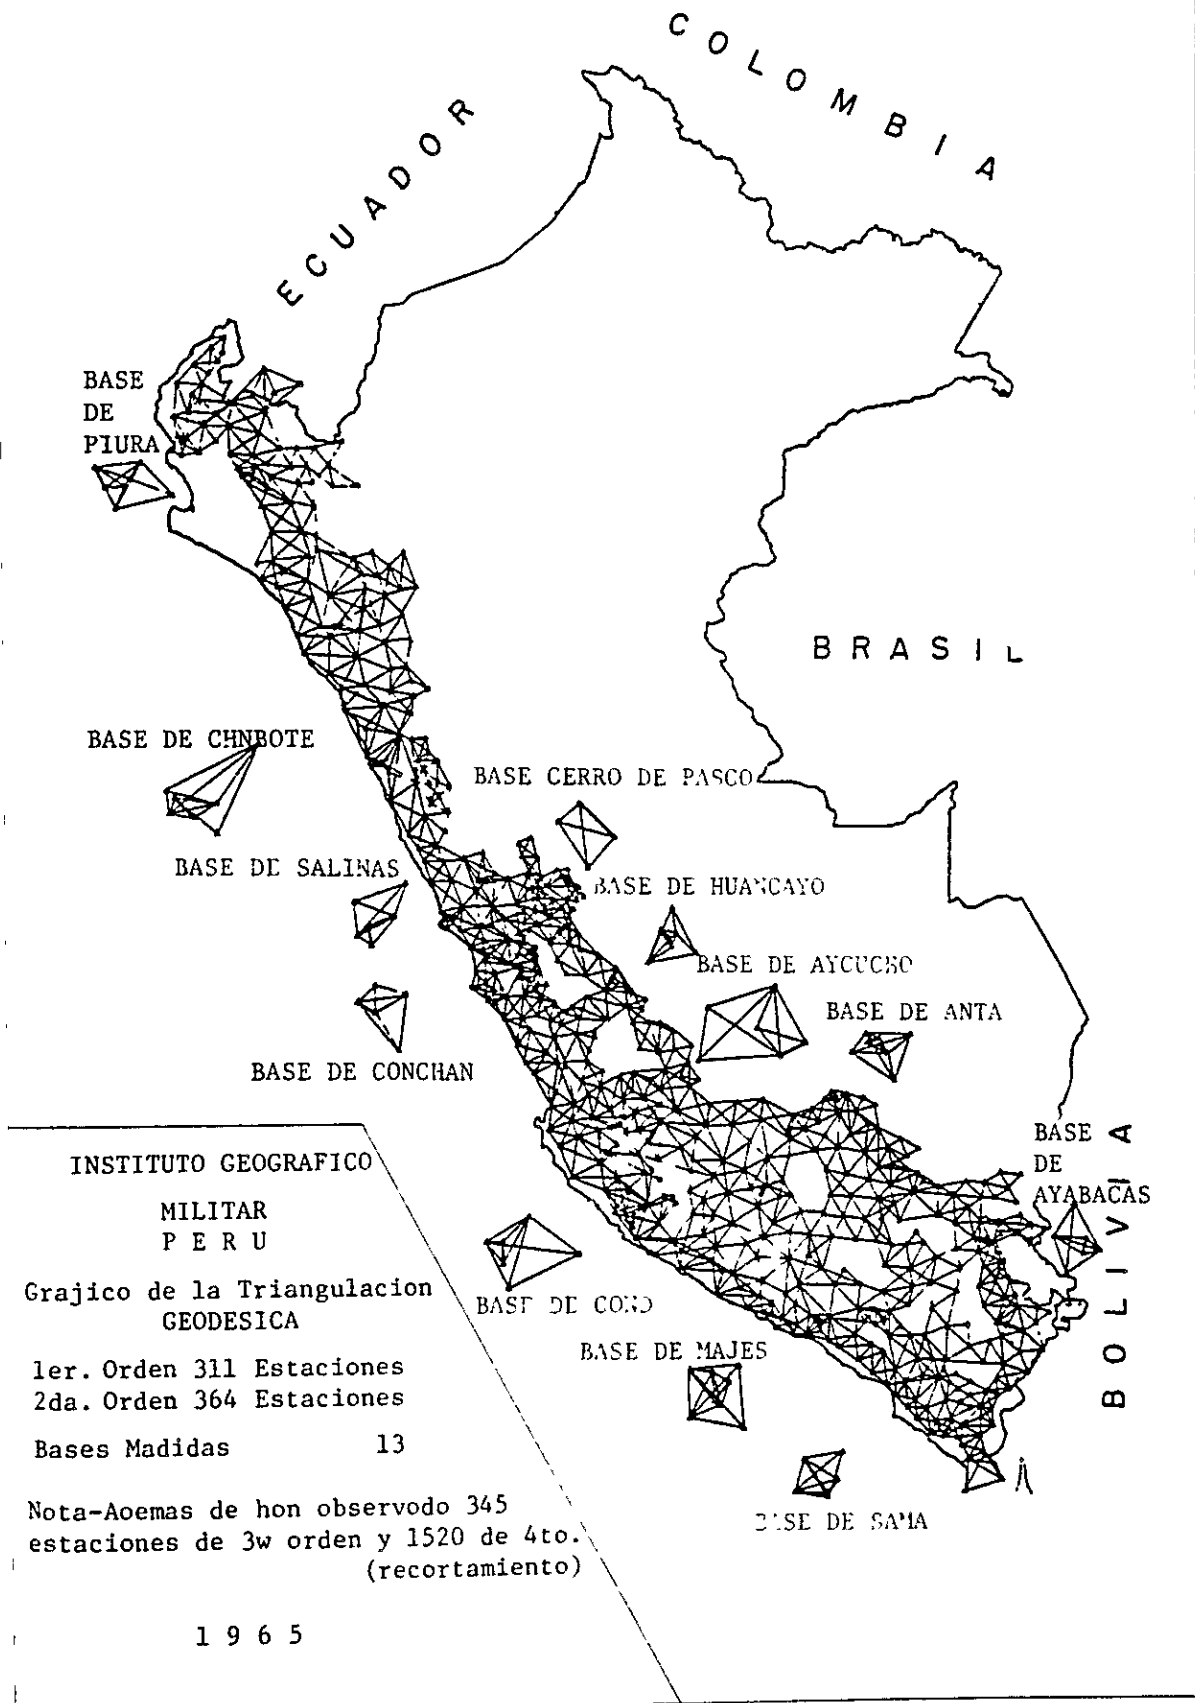 COLOMBIA
ECUADOR
BASE
DE
PIURA
BRASIL
BASE DE CHNBOTE
BASE CERRO DE PASCO
BASE DE SALINAS
BASE DE HUANCAYO
BASE DE AYCUCHO
BASE DE ANTA
BASE DE CONCHAN
BASE
DE
AYABACAS
BOLIVIA
INSTITUTO GEOGRAFICO
MILITAR
PERU
Grajico de la Triangulacion
GEODESICA
1er. Orden 311 Estaciones
2da. Orden 364 Estaciones
Bases Madidas 13
Nota-Aoemas de hon observodo 345
estaciones de 3w orden y 1520 de 4to.
(recortamiento)
1965
BASE DE
BASE DE MAJES
BASE DE SAMA